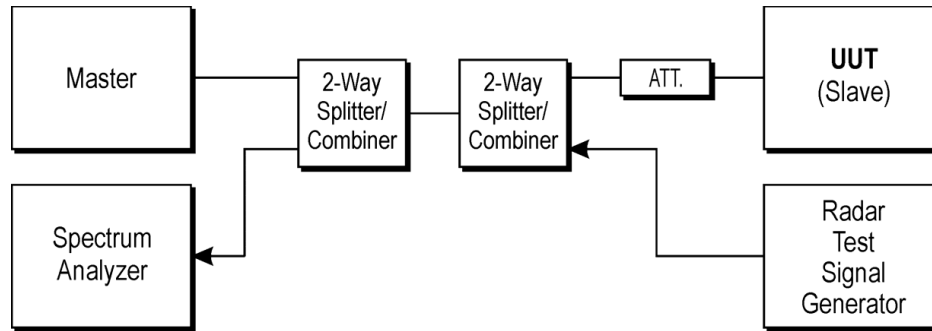 Master
2-Way
Splitter/
Combiner
2-Way
Splitter/
Combiner
ATT.
UUT
(Slave)
Spectrum
Analyzer
Radar
Test
Signal
Generator